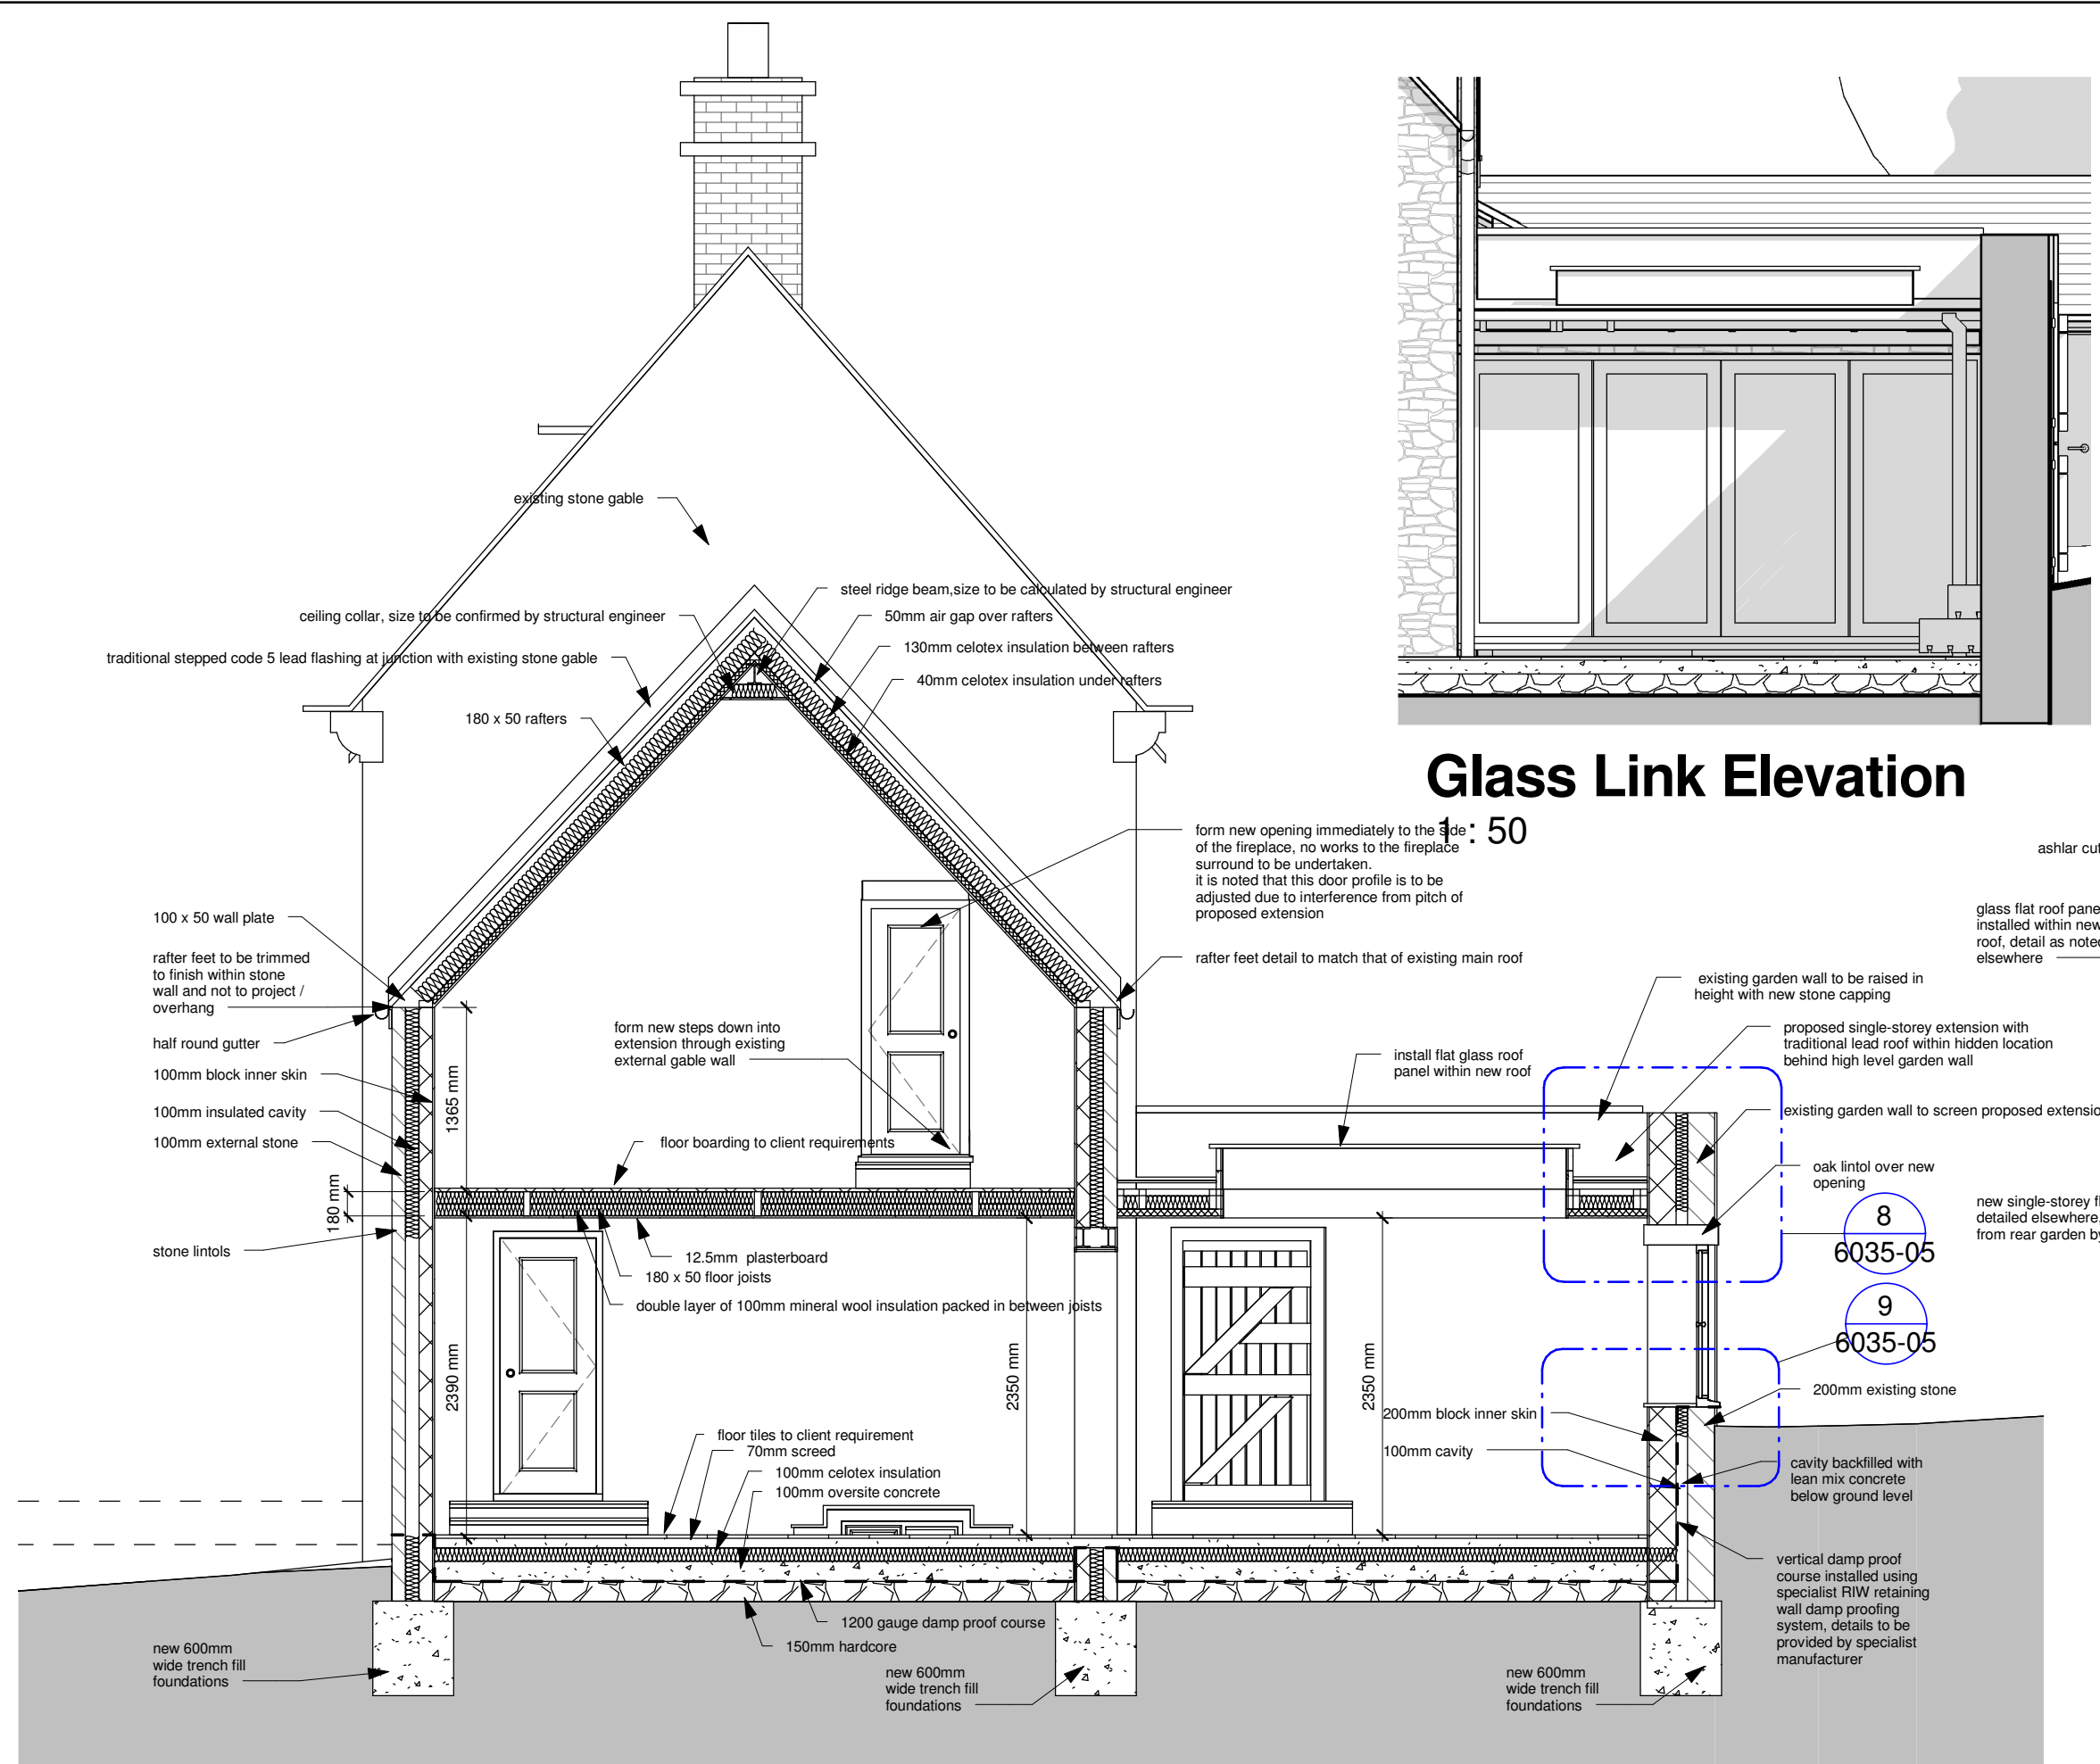 existing stone gable
steel ridge beam,size to be calculated by structural engineer
ceiling collar, size to be confirmed by structural engineer
50mm air gap over rafters
130mm celotex insulation between rafters
traditional stepped code 5 lead flashing at junction with existing stone gable
40mm celotex insulation under rafters
180 x 50 rafters
Glass Link Elevation
1 : 50
form new opening immediately to the side
of the fireplace, no works to the fireplace
surround to be undertaken.
it is noted that this door profile is to be
adjusted due to interference from pitch of
proposed extension
ashlar cut
glass flat roof pane
installed within new
roof, detail as noted
elsewhere
100 x 50 wall plate
rafter feet to be trimmed
to finish within stone
wall and not to project /
overhang
rafter feet detail to match that of existing main roof
existing garden wall to be raised in
height with new stone capping
half round gutter
form new steps down into
extension through existing
external gable wall
proposed single-storey extension with
traditional lead roof within hidden location
behind high level garden wall
install flat glass roof
panel within new roof
100mm block inner skin
1365 mm
100mm insulated cavity
existing garden wall to screen proposed extensio
100mm external stone
floor boarding to client requirements
oak lintol over new
opening
180 mm
new single-storey f
detailed elsewhere,
from rear garden by
8
6035-05
stone lintols
12.5mm plasterboard
180 x 50 floor joists
double layer of 100mm mineral wool insulation packed in between joists
9
6035-05
2390 mm
2350 mm
2350 mm
200mm existing stone
200mm block inner skin
100mm cavity
floor tiles to client requirement
70mm screed
100mm celotex insulation
100mm oversite concrete
cavity backfilled with
lean mix concrete
below ground level
vertical damp proof
course installed using
specialist RIW retaining
wall damp proofing
system, details to be
provided by specialist
manufacturer
1200 gauge damp proof course
150mm hardcore
new 600mm
wide trench fill
foundations
new 600mm
wide trench fill
foundations
new 600mm
wide trench fill
foundations